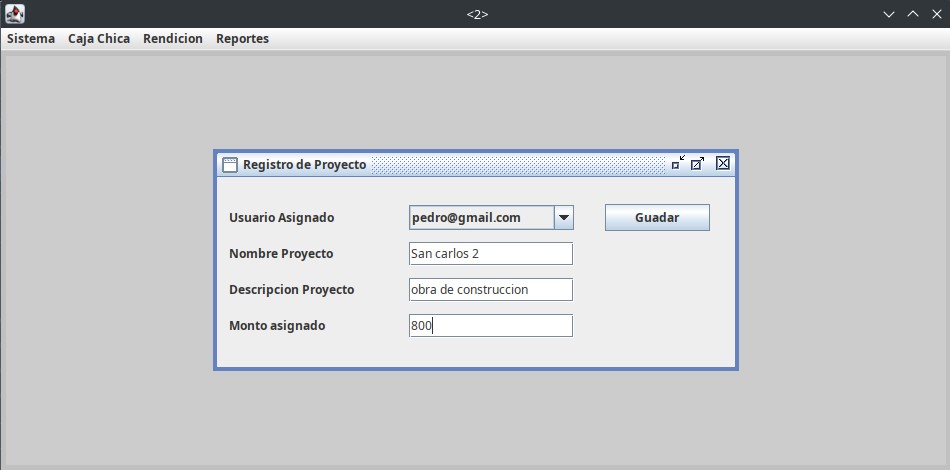 <2>
Sistema Caja Chica Rendicion Reportes
Registro de Proyecto
Usuario Asignado pedro@gmail.com Guadar
Nombre Proyecto San carlos 2
Descripcion Proyecto obra de construccion
Monto asignado 800